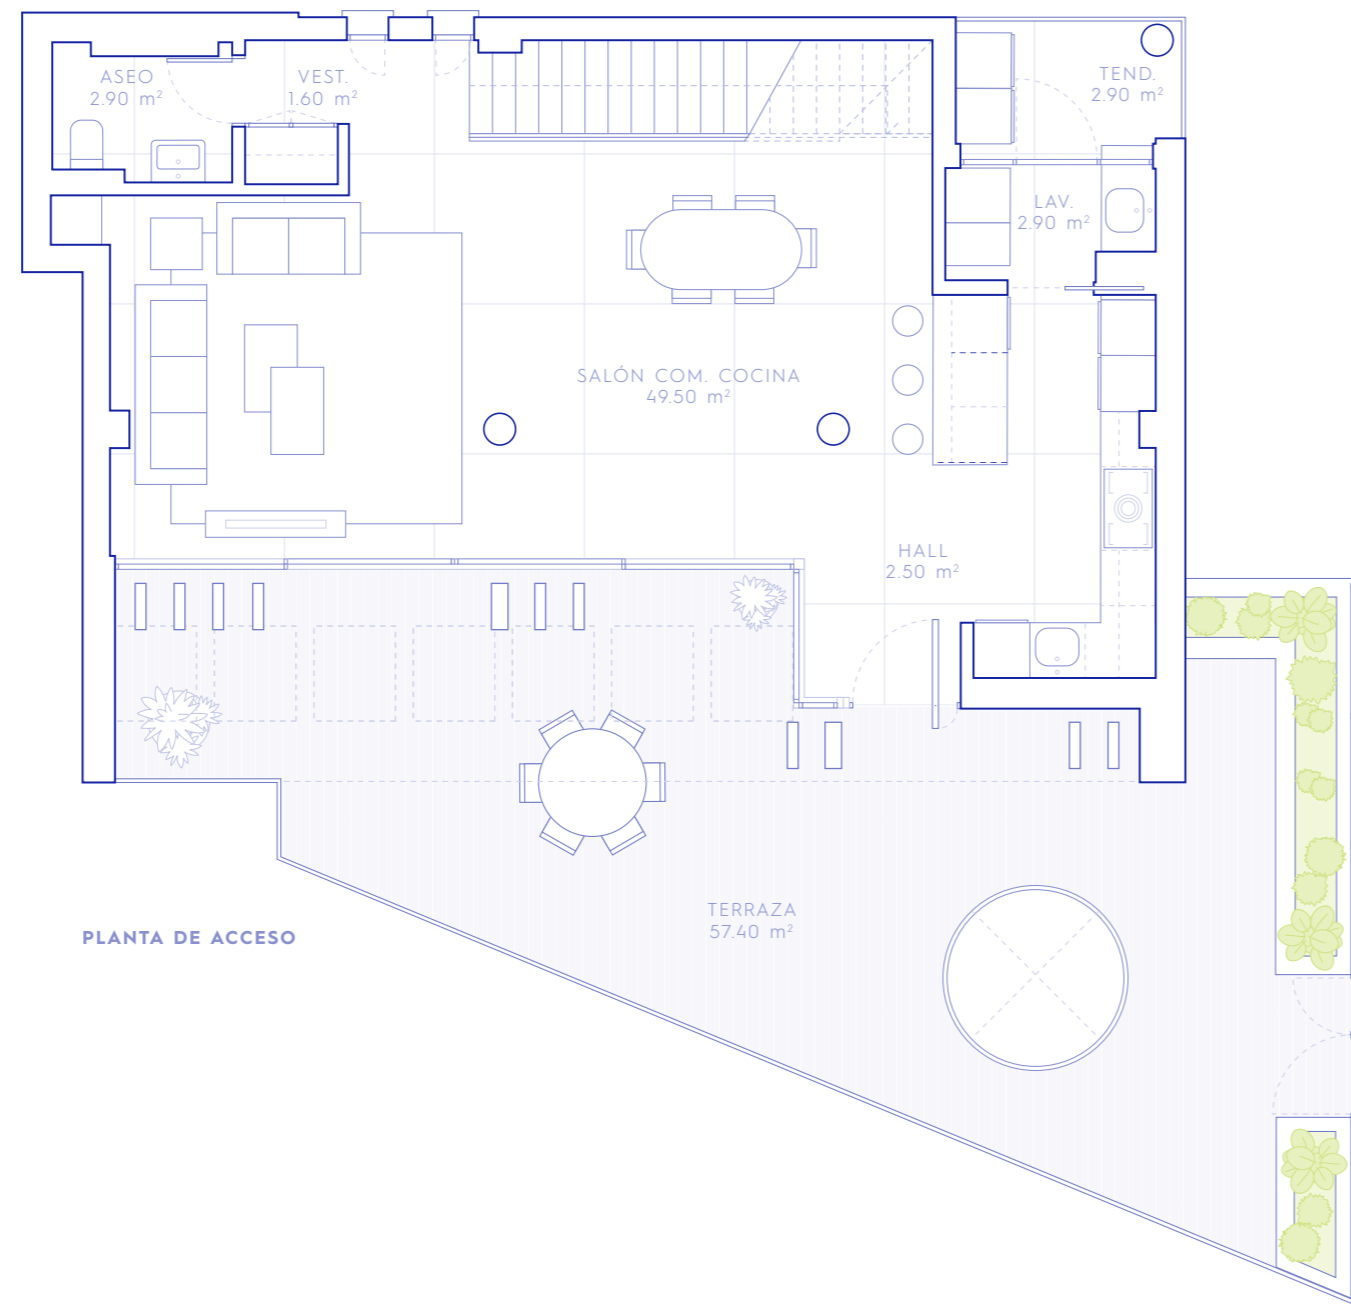 ASEO
2.90 m²
VEST.
1.60 m²
TEND.
2.90 m²
LAV.
2.90 m²
SALÓN COM. COCINA
49.50 m²
HALL
2.50 m²
TERRAZA
57.40 m²
PLANTA DE ACCESO